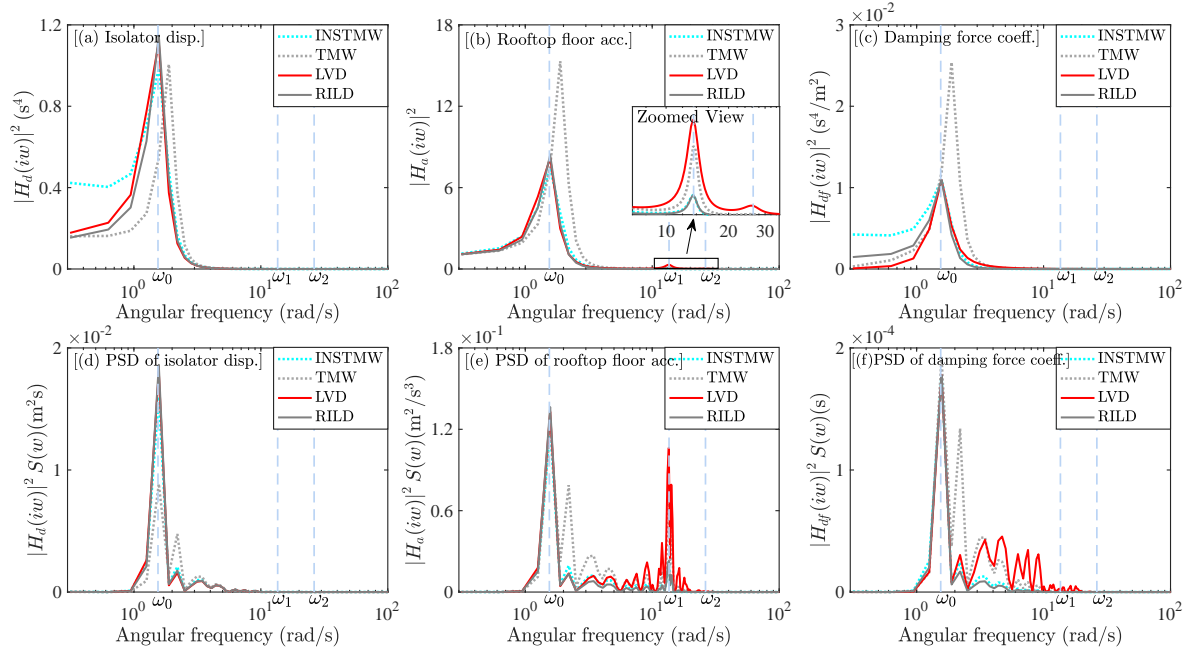 [(a) Isolator disp.]
INSTMW
TMW
LVD
RILD
1.2
0.8
0.4
0
|H_d(iw)|² (s⁴)
10⁰
10¹
10²
ω₀
ω₁
ω₂
Angular frequency (rad/s)
[(b) Rooftop floor acc.]
INSTMW
TMW
LVD
RILD
18
12
6
0
|H_a(iw)|²
Zoomed View
10
20
30
10⁰
10¹
10²
ω₀
ω₁
ω₂
Angular frequency (rad/s)
×10⁻²
[(c) Damping force coeff.]
INSTMW
TMW
LVD
RILD
3
2
1
0
|H_df(iw)|² (s⁴/m²)
10⁰
10¹
10²
ω₀
ω₁
ω₂
Angular frequency (rad/s)
×10⁻²
[(d) PSD of isolator disp.]
INSTMW
TMW
LVD
RILD
2
1
0
|H_d(iw)|² S(w)(m²s)
10⁰
10¹
10²
ω₀
ω₁
ω₂
Angular frequency (rad/s)
×10⁻¹
[(e) PSD of rooftop floor acc.]
INSTMW
TMW
LVD
RILD
1.8
1.2
0.6
0
|H_a(iw)|² S(w)(m²/s³)
10⁰
10¹
10²
ω₀
ω₁
ω₂
Angular frequency (rad/s)
×10⁻⁴
[(f)PSD of damping force coeff.]
INSTMW
TMW
LVD
RILD
2
1
0
|H_df(iw)|² S(w)(s)
10⁰
10¹
10²
ω₀
ω₁
ω₂
Angular frequency (rad/s)